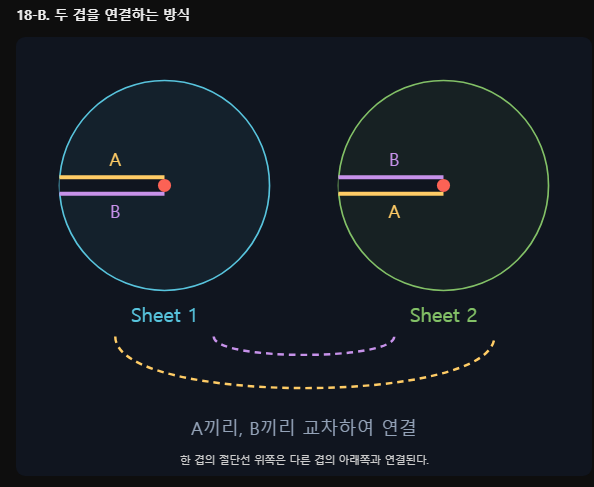 18-B. 두 겹을 연결하는 방식
A
B
B
A
Sheet 1
Sheet 2
A끼리, B끼리 교차하여 연결
한 겹의 절단선 위쪽은 다른 겹의 아래쪽과 연결된다.